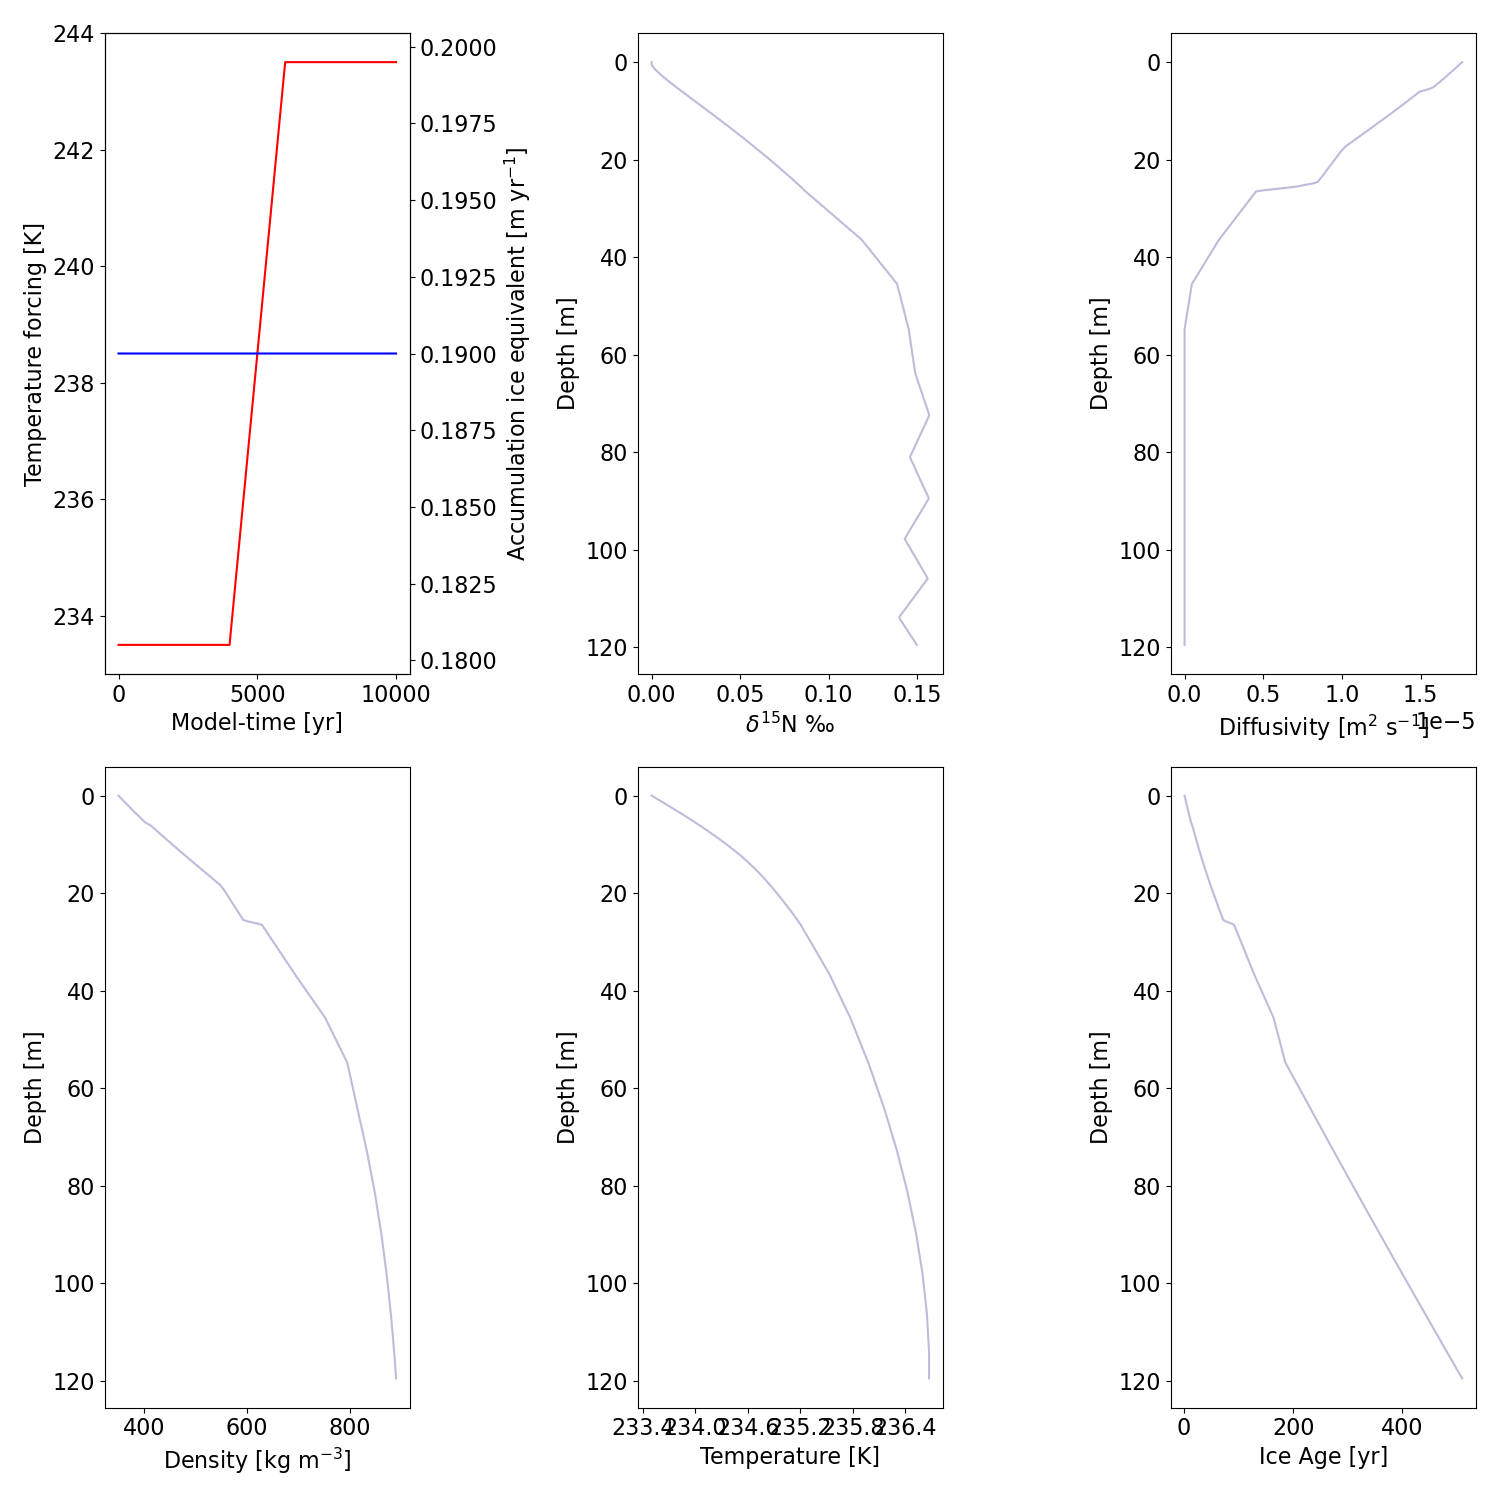 244
242
240
238
236
234
Temperature forcing [K]
0.2000
0.1975
0.1950
0.1925
0.1900
0.1875
0.1850
0.1825
0.1800
Accumulation ice equivalent [m yr⁻¹]
0 5000 10000
Model-time [yr]
0
20
40
60
80
100
120
Depth [m]
0.00 0.05 0.10 0.15
δ¹⁵N ‰
0
20
40
60
80
100
120
Depth [m]
0.0 0.5 1.0 1.5
1e−5
Diffusivity [m² s⁻¹]
0
20
40
60
80
100
120
Depth [m]
400 600 800
Density [kg m⁻³]
0
20
40
60
80
100
120
Depth [m]
233.4 234.0 234.6 235.2 235.8 236.4
Temperature [K]
0
20
40
60
80
100
120
Depth [m]
0 200 400
Ice Age [yr]